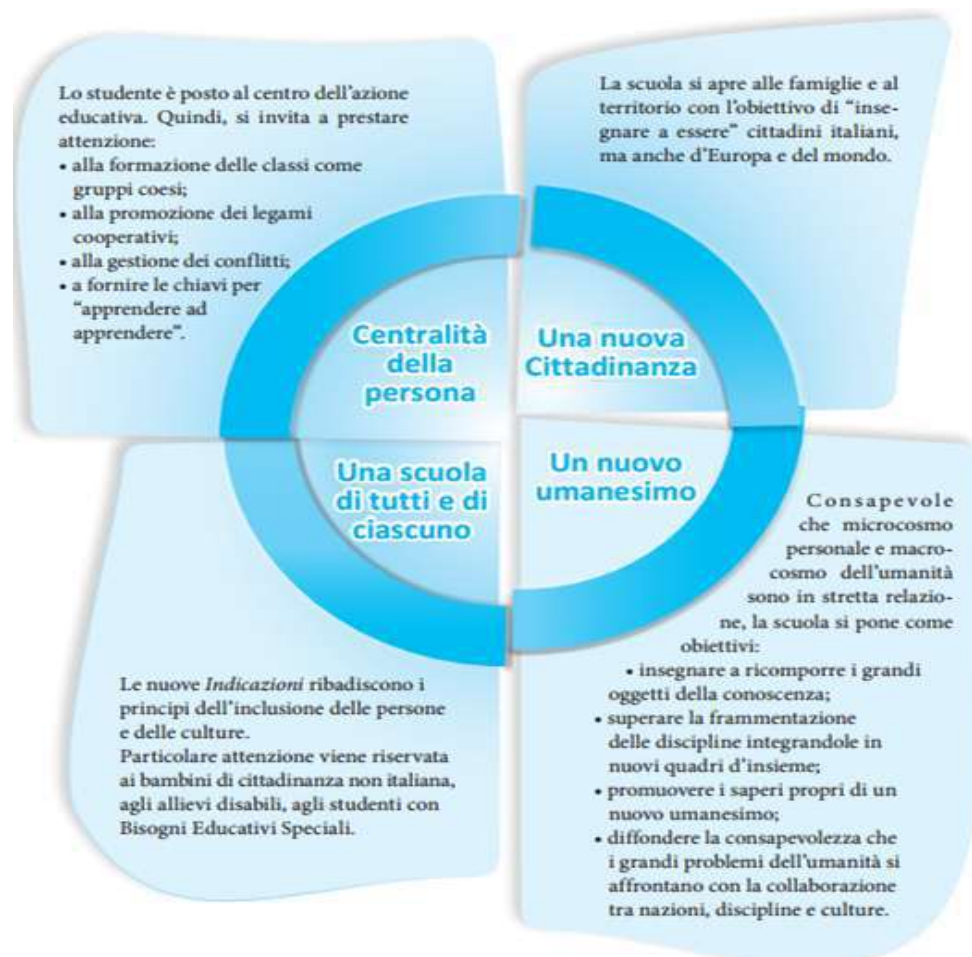 Lo studente è posto al centro dell'azione
educativa. Quindi, si invita a prestare
attenzione:
• alla formazione delle classi come
gruppi coesi;
• alla promozione dei legami
cooperativi;
• alla gestione dei conflitti;
• a fornire le chiavi per
“apprendere ad
apprendere”.
Centralità
della
persona
La scuola si apre alle famiglie e al
territorio con l'obiettivo di “inse-
gnare a essere” cittadini italiani,
ma anche d'Europa e del mondo.
Una nuova
Cittadinanza
Una scuola
di tutti e di
ciascuno
Le nuove Indicazioni ribadiscono i
principi dell'inclusione delle persone
e delle culture.
Particolare attenzione viene riservata
ai bambini di cittadinanza non italiana,
agli allievi disabili, agli studenti con
Bisogni Educativi Speciali.
Un nuovo
umanesimo
Consapevole
che microcosmo
personale e macro-
cosmo dell'umanità
sono in stretta relazio-
ne, la scuola si pone come
obiettivi:
• insegnare a ricomporre i grandi
oggetti della conoscenza;
• superare la frammentazione
delle discipline integrandole in
nuovi quadri d'insieme;
• promuovere i saperi propri di un
nuovo umanesimo;
• diffondere la consapevolezza che
i grandi problemi dell'umanità si
affrontano con la collaborazione
tra nazioni, discipline e culture.